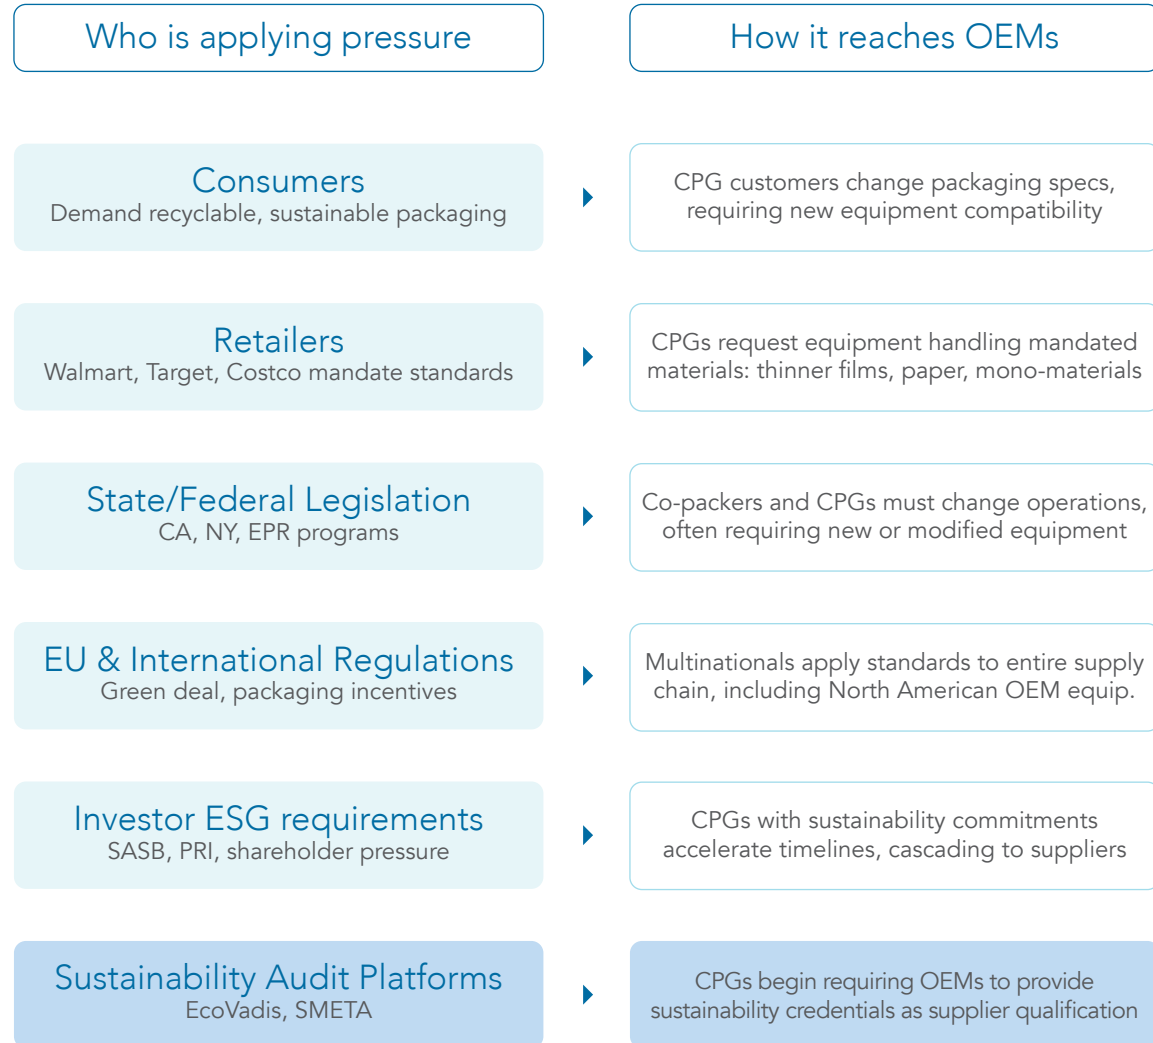 Who is applying pressure
How it reaches OEMs
Consumers
Demand recyclable, sustainable packaging
CPG customers change packaging specs,
requiring new equipment compatibility
Retailers
Walmart, Target, Costco mandate standards
CPGs request equipment handling mandated
materials: thinner films, paper, mono-materials
State/Federal Legislation
CA, NY, EPR programs
Co-packers and CPGs must change operations,
often requiring new or modified equipment
EU & International Regulations
Green deal, packaging incentives
Multinationals apply standards to entire supply
chain, including North American OEM equip.
Investor ESG requirements
SASB, PRI, shareholder pressure
CPGs with sustainability commitments
accelerate timelines, cascading to suppliers
Sustainability Audit Platforms
EcoVadis, SMETA
CPGs begin requiring OEMs to provide
sustainability credentials as supplier qualification